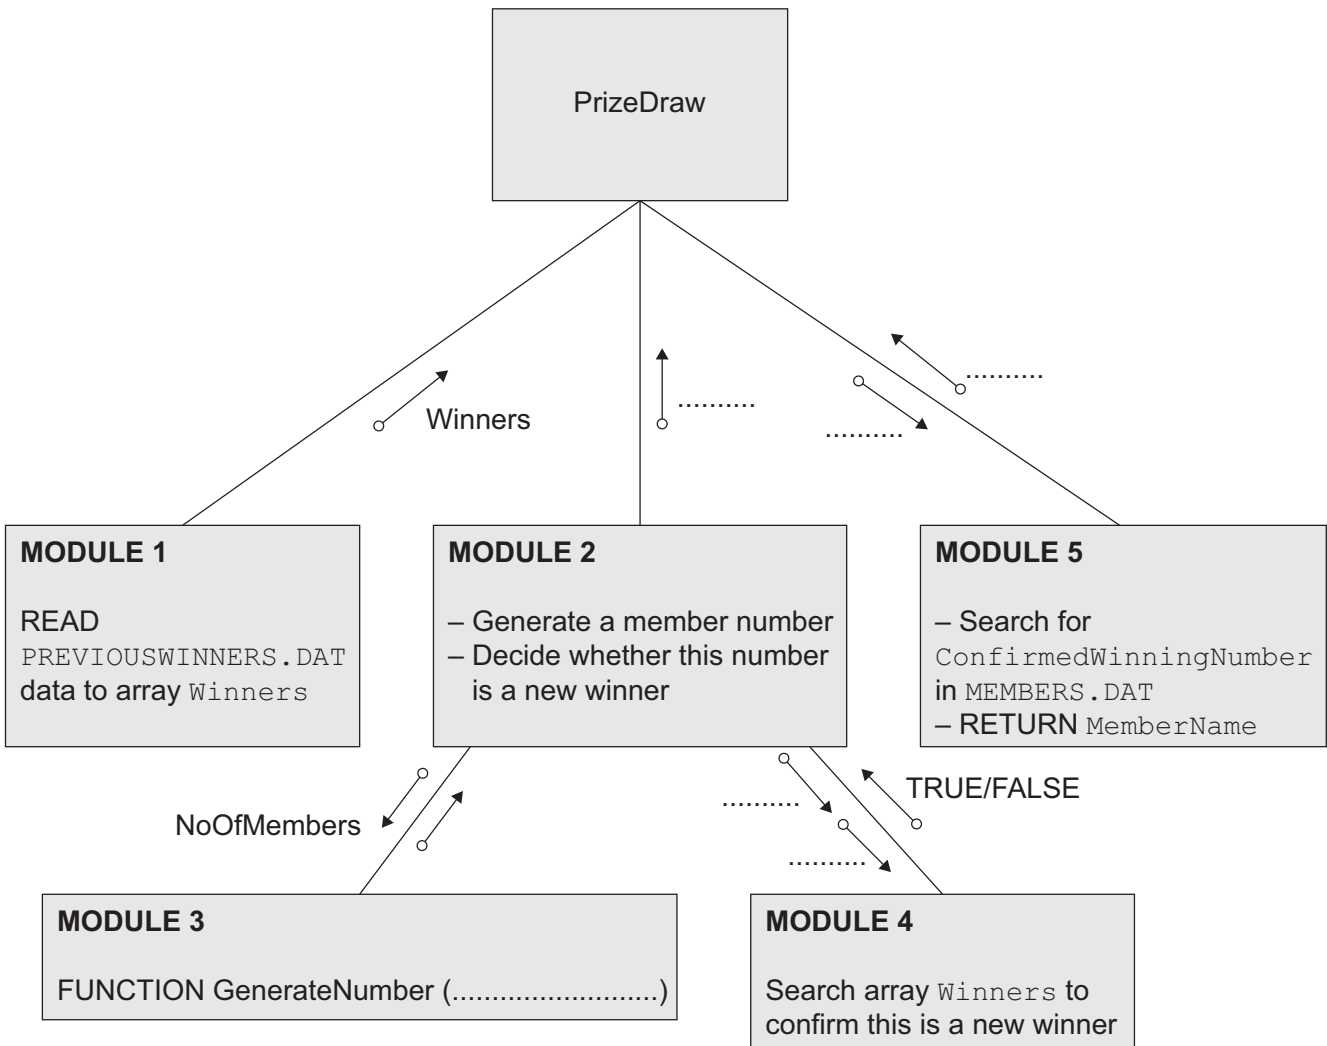 PrizeDraw
..........
Winners
..........
..........
MODULE 1
READ
PREVIOUSWINNERS.DAT
data to array Winners
MODULE 2
– Generate a member number
– Decide whether this number
is a new winner
MODULE 5
– Search for
ConfirmedWinningNumber
in MEMBERS.DAT
– RETURN MemberName
NoOfMembers
..........
TRUE/FALSE
..........
MODULE 3
FUNCTION GenerateNumber (..........................)
MODULE 4
Search array Winners to
confirm this is a new winner